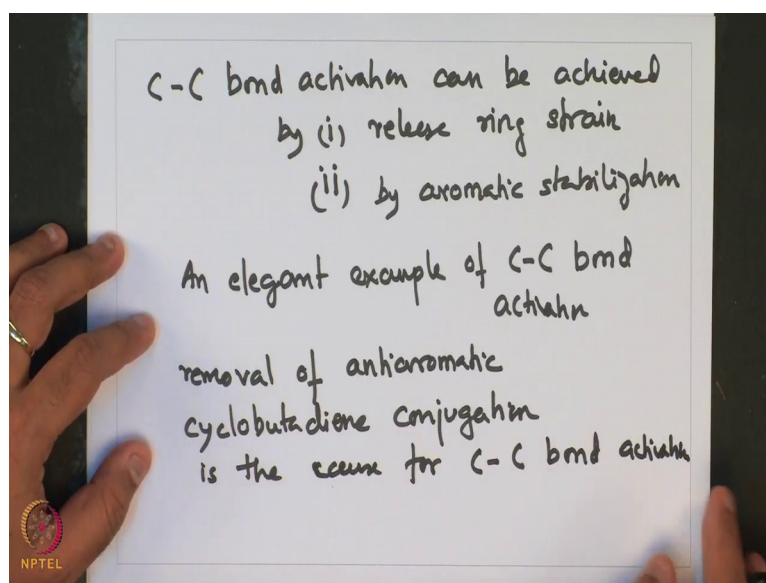 C-C bond activation can be achieved
by (i) release ring strain
(ii) by aromatic stabilization
An elegant example of C-C bond
activation
removal of antiaromatic
cyclobutadiene conjugation
is the cause for C-C bond activation
NPTEL